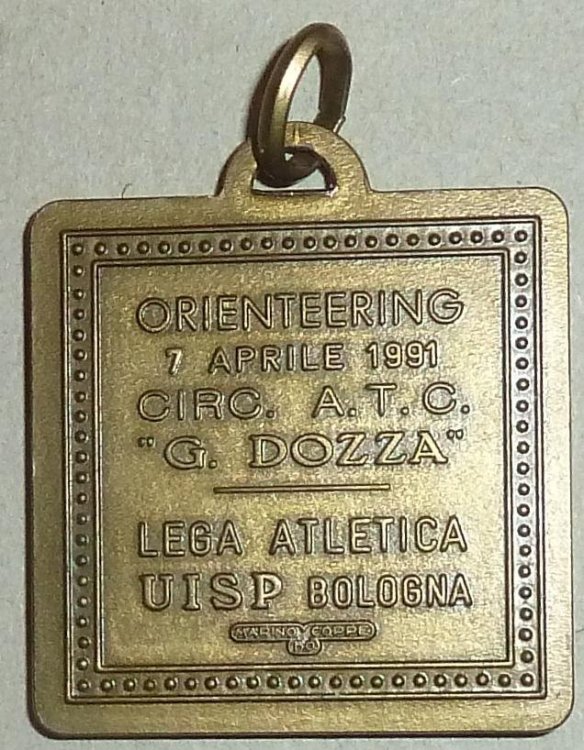 ORIENTEERING
7 APRILE 1991
CIRC. A.T.C.
"G. DOZZA"
LEGA ATLETICA
UISP BOLOGNA
MARINO COPPE
BO